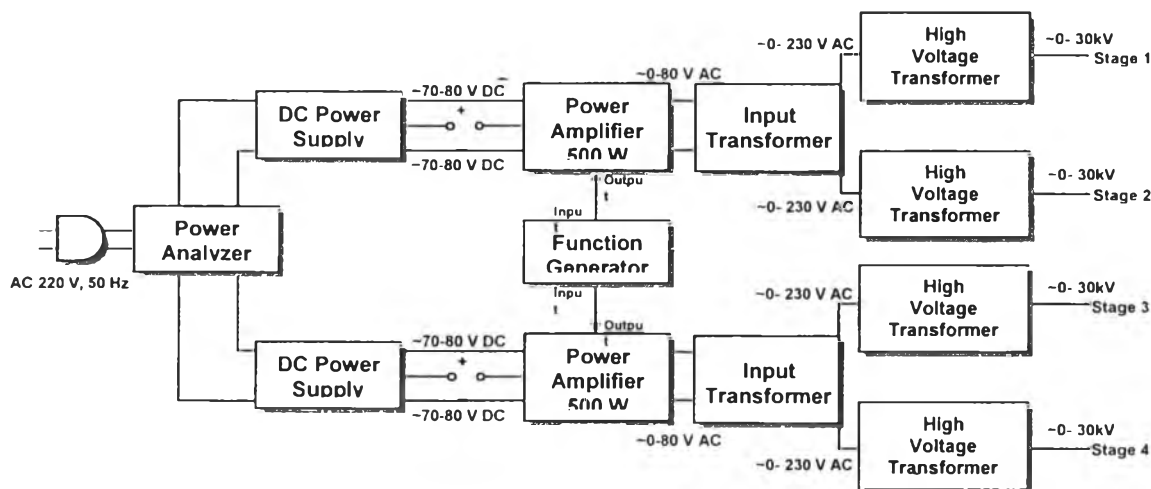 ~0- 230 V AC
High
Voltage
Transformer
~0- 30kV
Stage 1
~70-80 V DC
~0-80 V AC
DC Power
Supply
+
~70-80 V DC
Power
Amplifier
500 W
Input
Transformer
~0- 230 V AC
High
Voltage
Transformer
~0- 30kV
Stage 2
Outpu
t
Inpu
t
Function
Generator
Inpu
t
Outpu
t
Power
Analyzer
AC 220 V, 50 Hz
~0- 230 V AC
High
Voltage
Transformer
~0- 30kV
Stage 3
~70-80 V DC
DC Power
Supply
+
~70-80 V DC
Power
Amplifier
500 W
~0-80 V AC
Input
Transformer
~0- 230 V AC
High
Voltage
Transformer
~0- 30kV
Stage 4